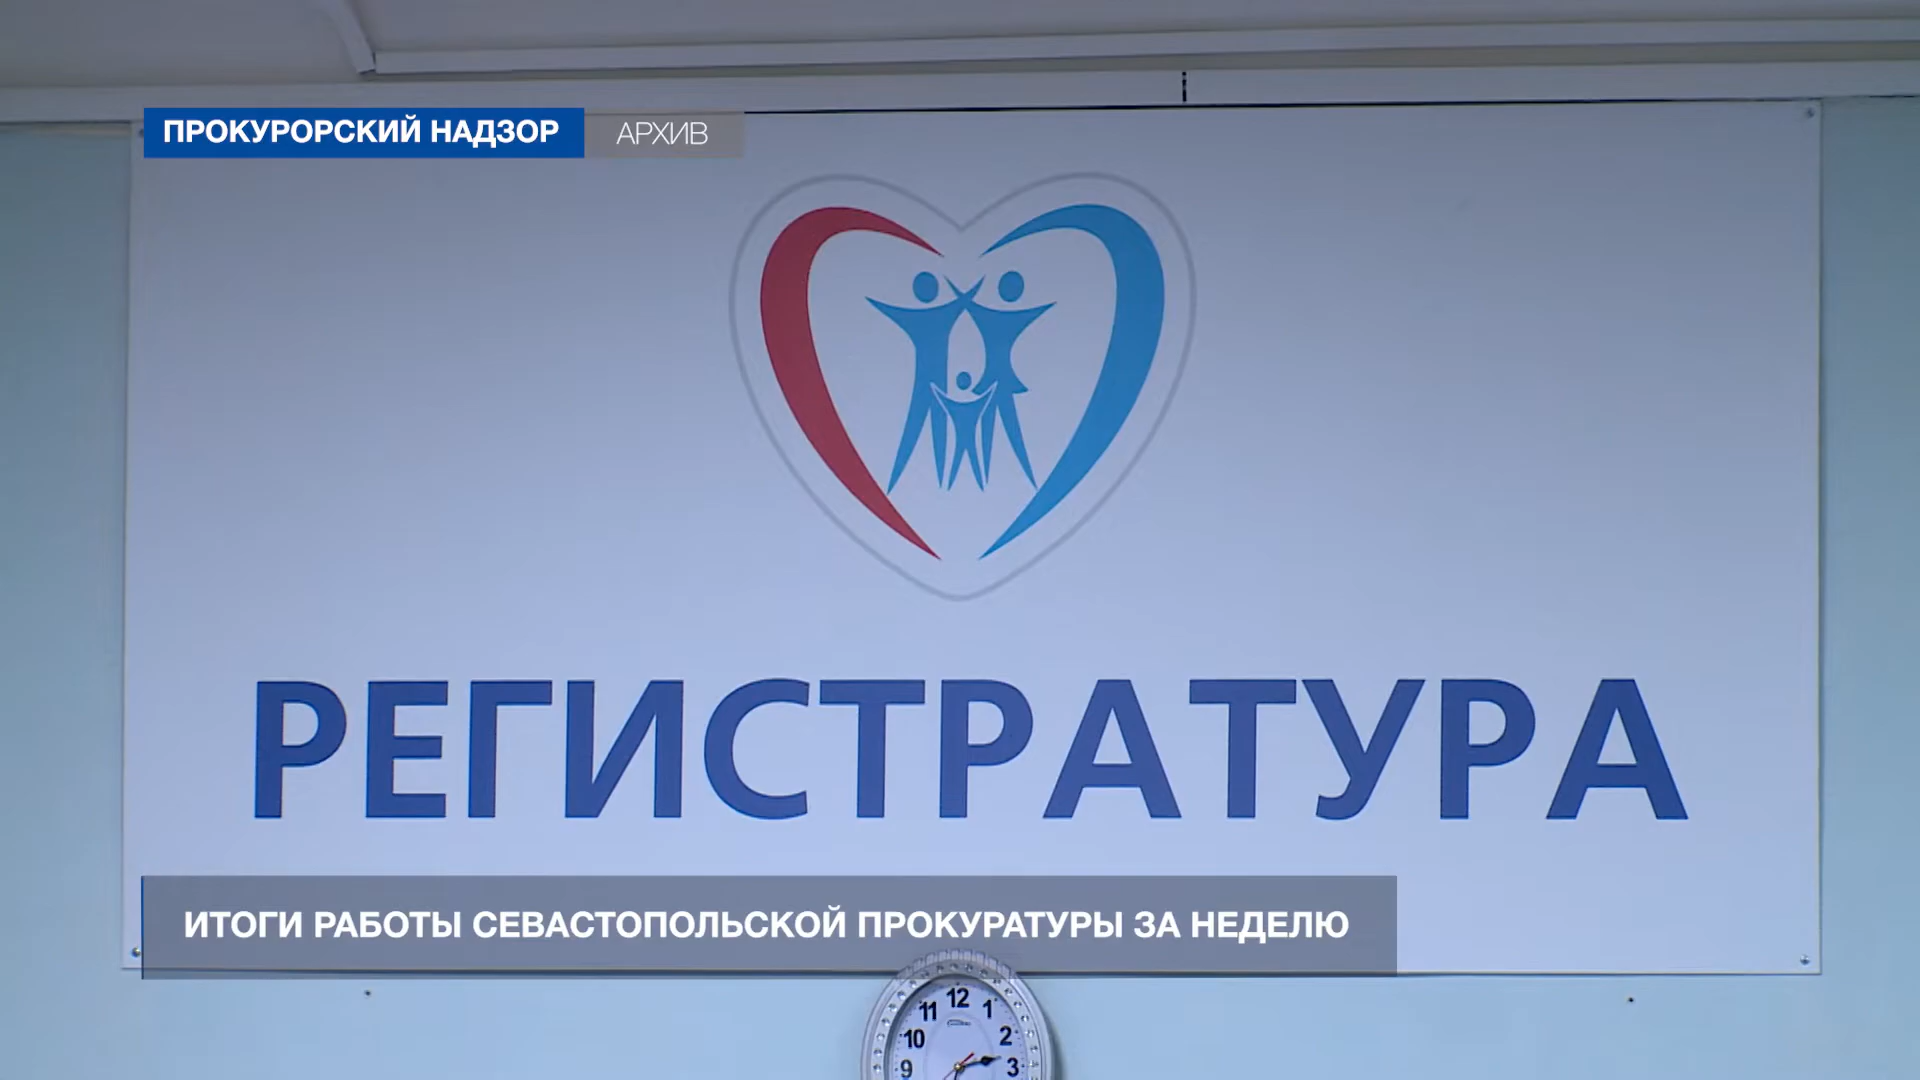 ПРОКУРОРСКИЙ НАДЗОР АРХИВ
РЕГИСТРАТУРА
ИТОГИ РАБОТЫ СЕВАСТОПОЛЬСКОЙ ПРОКУРАТУРЫ ЗА НЕДЕЛЮ
11 12 1
10 2
9 3